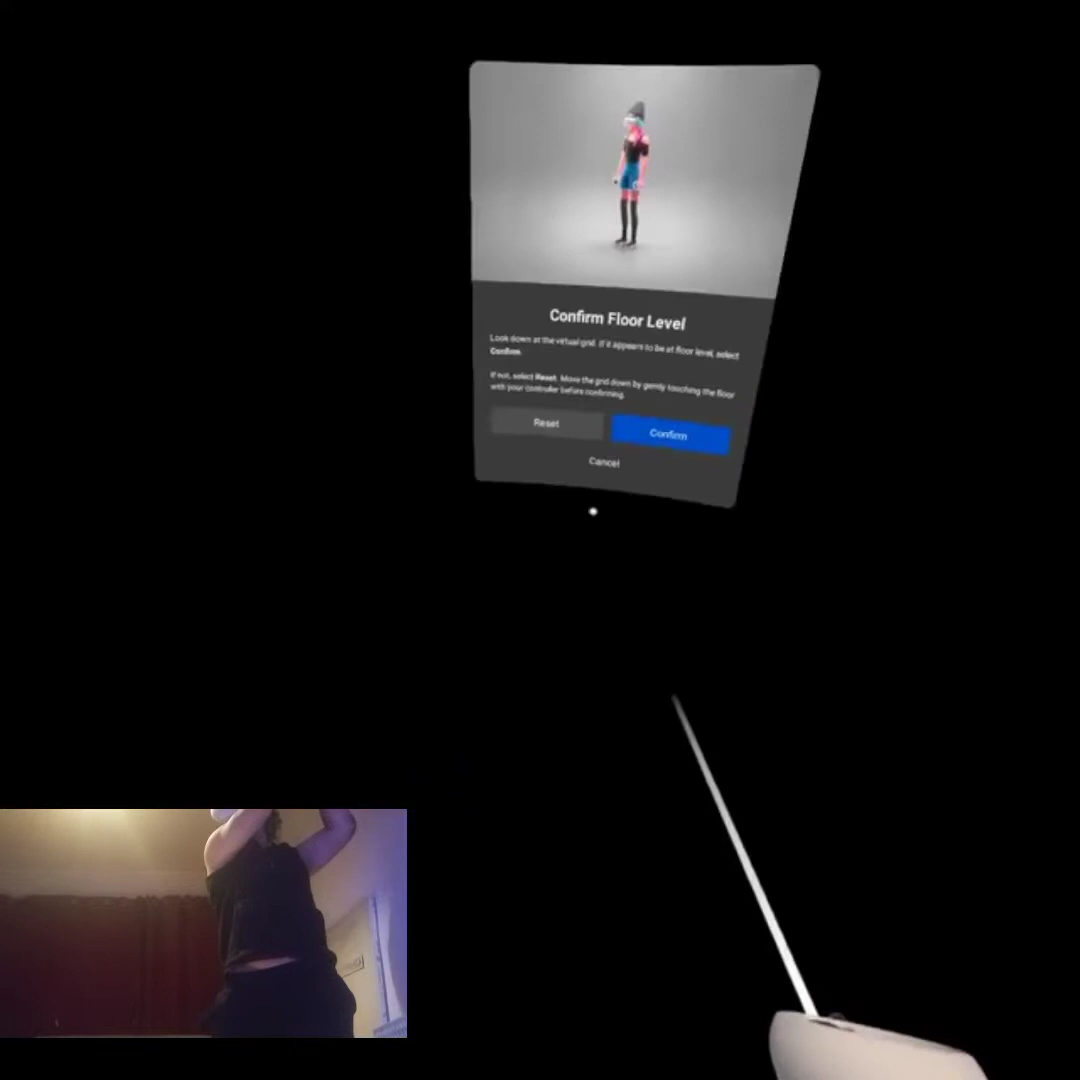 Confirm Floor Level
Look down at the virtual grid. If it appears to be at floor level, select
Confirm.
If not, select Reset. Move the grid down by gently touching the floor
with your controller before confirming.
Reset
Confirm
Cancel